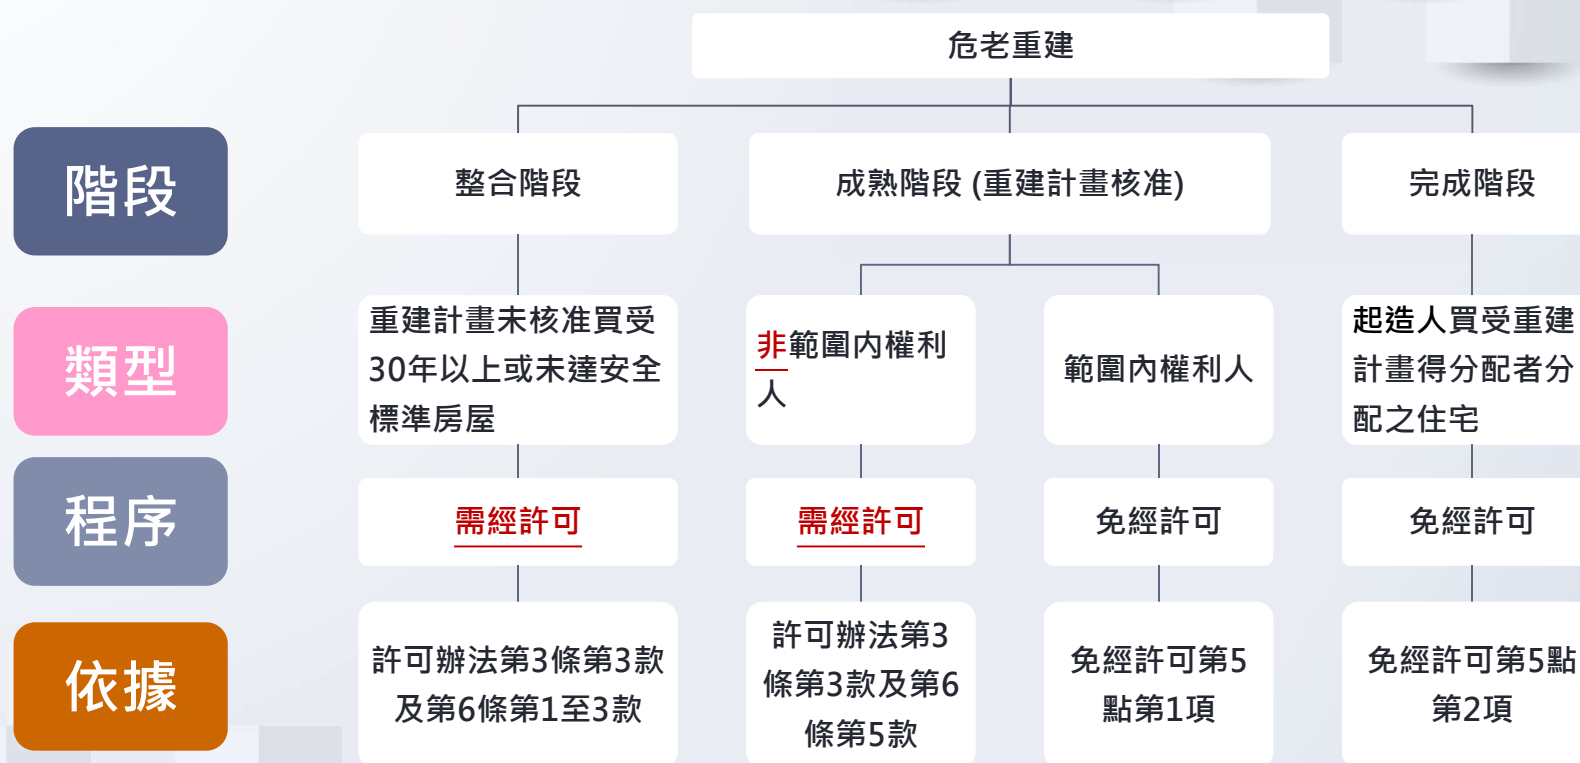 危老重建
階段
整合階段
成熟階段 (重建計畫核准)
完成階段
類型
重建計畫未核准買受
30年以上或未達安全
標準房屋
非範圍内權利
人
範圍內權利人
起造人買受重建
計畫得分配者分
配之住宅
程序
需經許可
需經許可
免經許可
免經許可
依據
許可辦法第3條第3款
及第6條第1至3款
許可辦法第3
條第3款及第6
條第5款
免經許可第5
點第1項
免經許可第5點
第2項